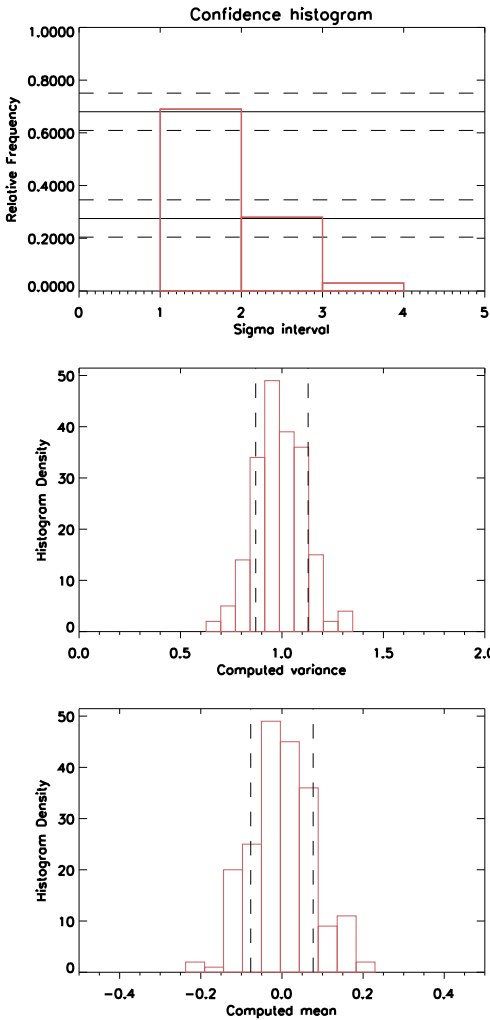 Confidence histogram
1.0000
0.8000
0.6000
0.4000
0.2000
0.0000
Relative Frequency
0 1 2 3 4 5
Sigma interval
50
40
30
20
10
0
Histogram Density
0.0 0.5 1.0 1.5 2.0
Computed variance
50
40
30
20
10
0
Histogram Density
-0.4 -0.2 0.0 0.2 0.4
Computed mean